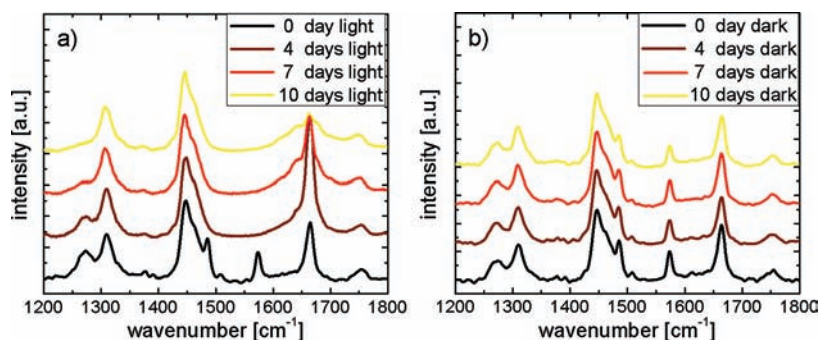 a)
0 day light
4 days light
7 days light
10 days light
intensity [a.u.]
1200 1300 1400 1500 1600 1700 1800
wavenumber [cm⁻¹]
b)
0 day dark
4 days dark
7 days dark
10 days dark
intensity [a.u.]
1200 1300 1400 1500 1600 1700 1800
wavenumber [cm⁻¹]